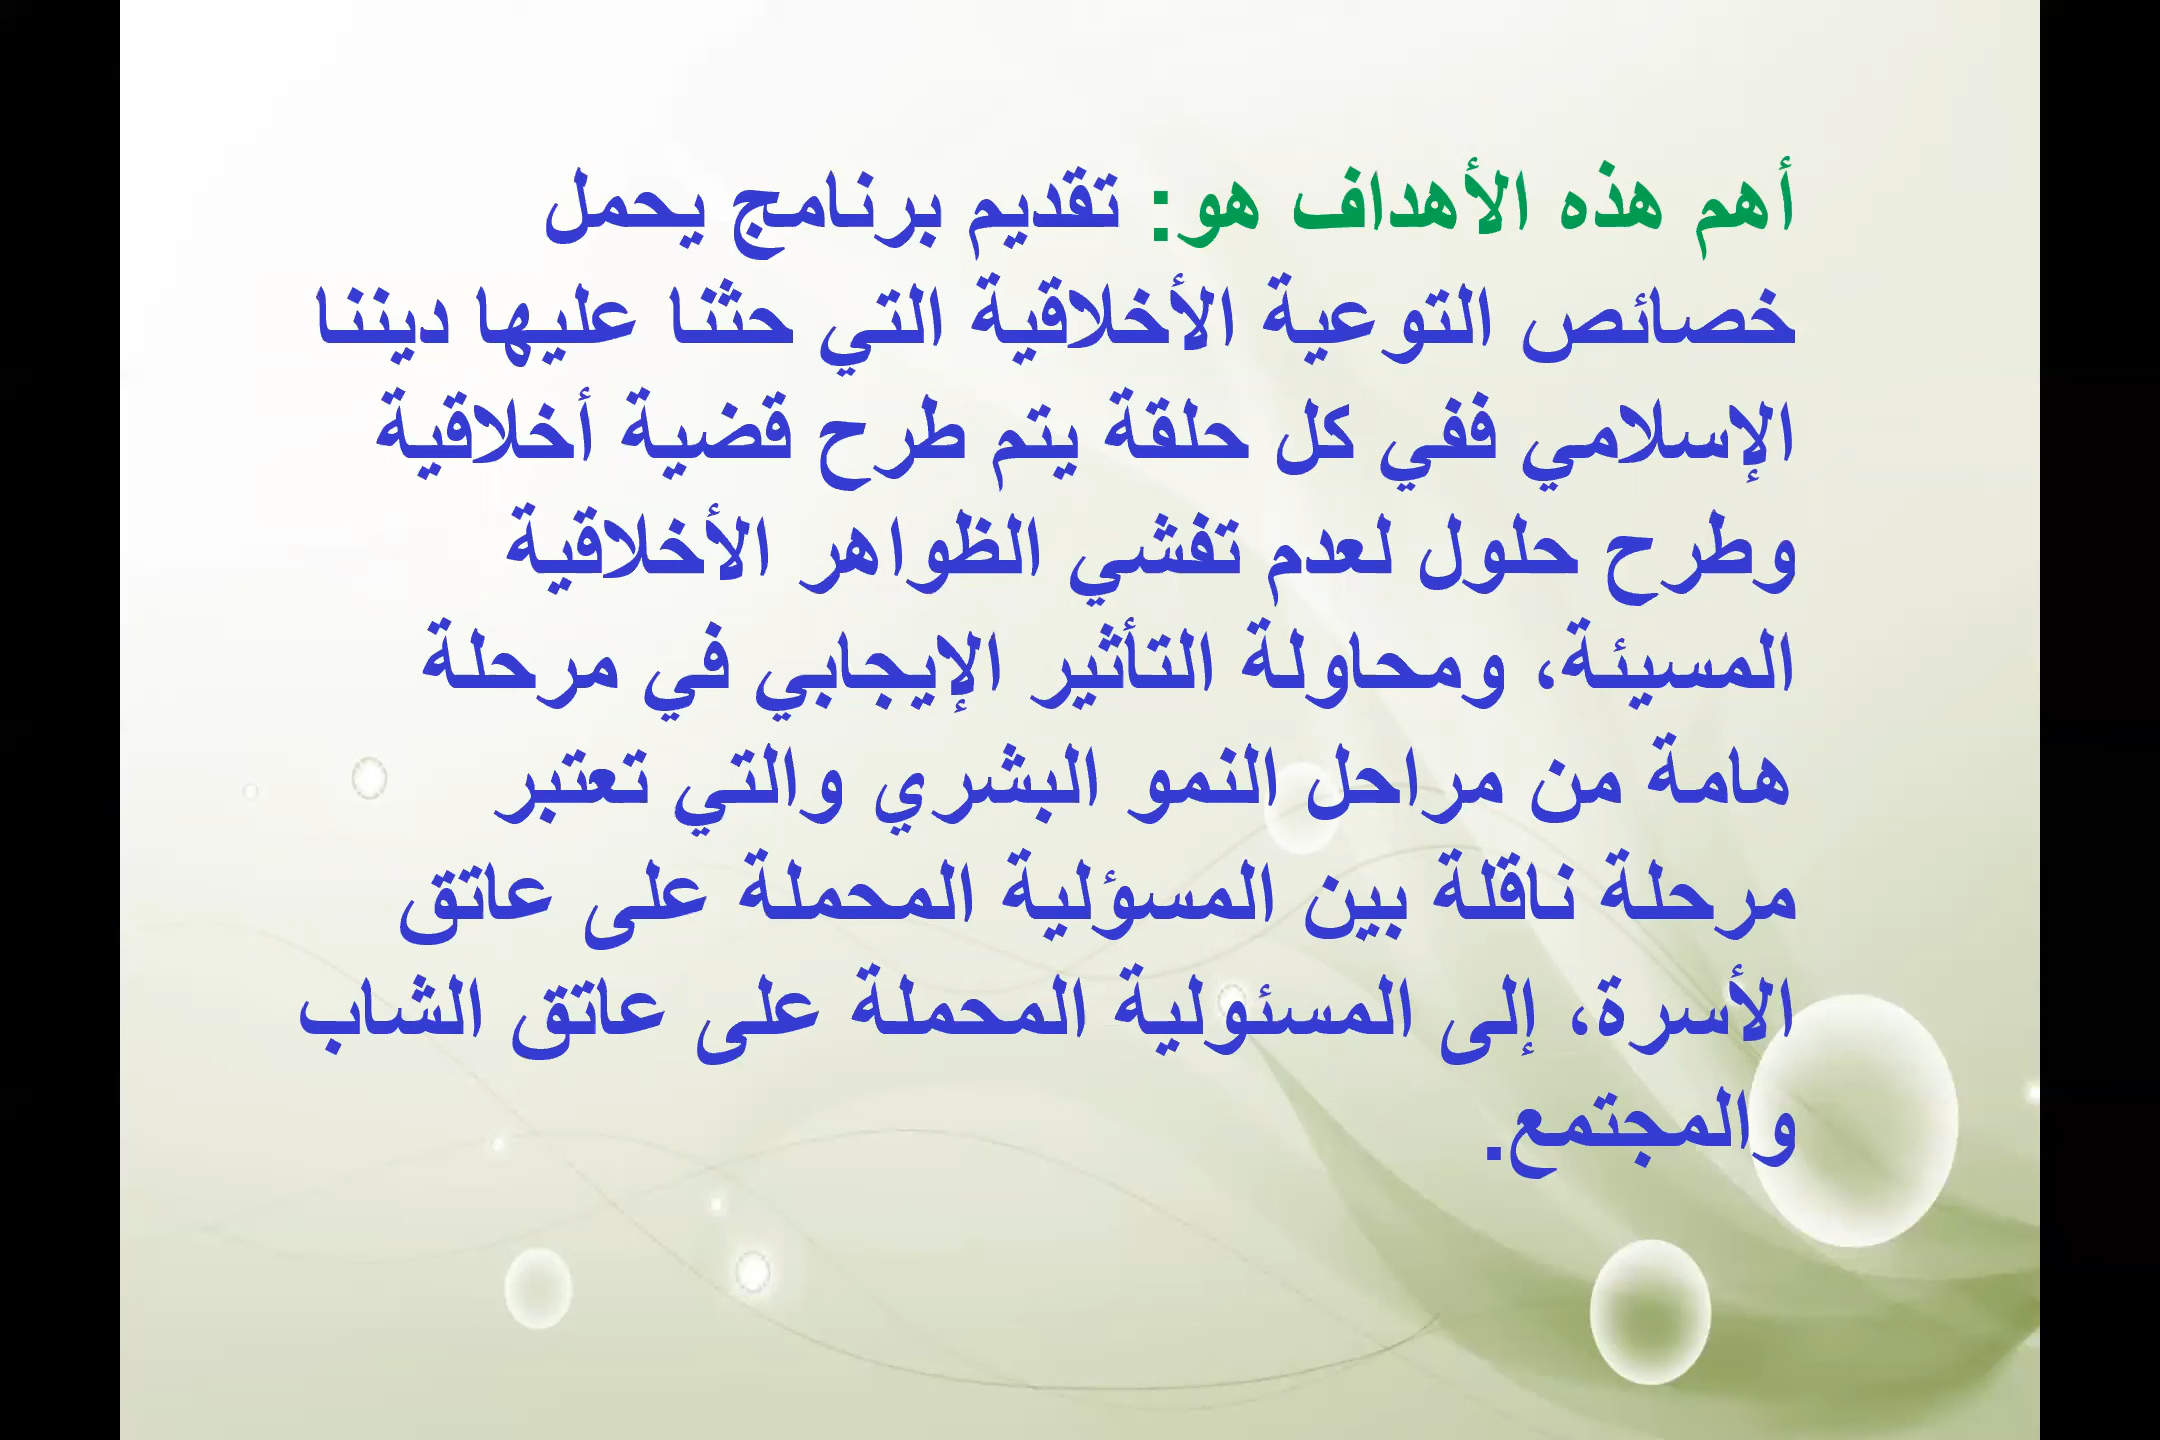 أهم هذه الأهداف هو: تقديم برنامج يحمل
خصائص التوعية الأخلاقية التي حثنا عليها ديننا
الإسلامي ففي كل حلقة يتم طرح قضية أخلاقية
وطرح حلول لعدم تفشي الظواهر الأخلاقية
المسيئة، ومحاولة التأثير الإيجابي في مرحلة
هامة من مراحل النمو البشري والتي تعتبر
مرحلة ناقلة بين المسؤلية المحملة على عاتق
الأسرة، إلى المسئولية المحملة على عاتق الشاب
والمجتمع.